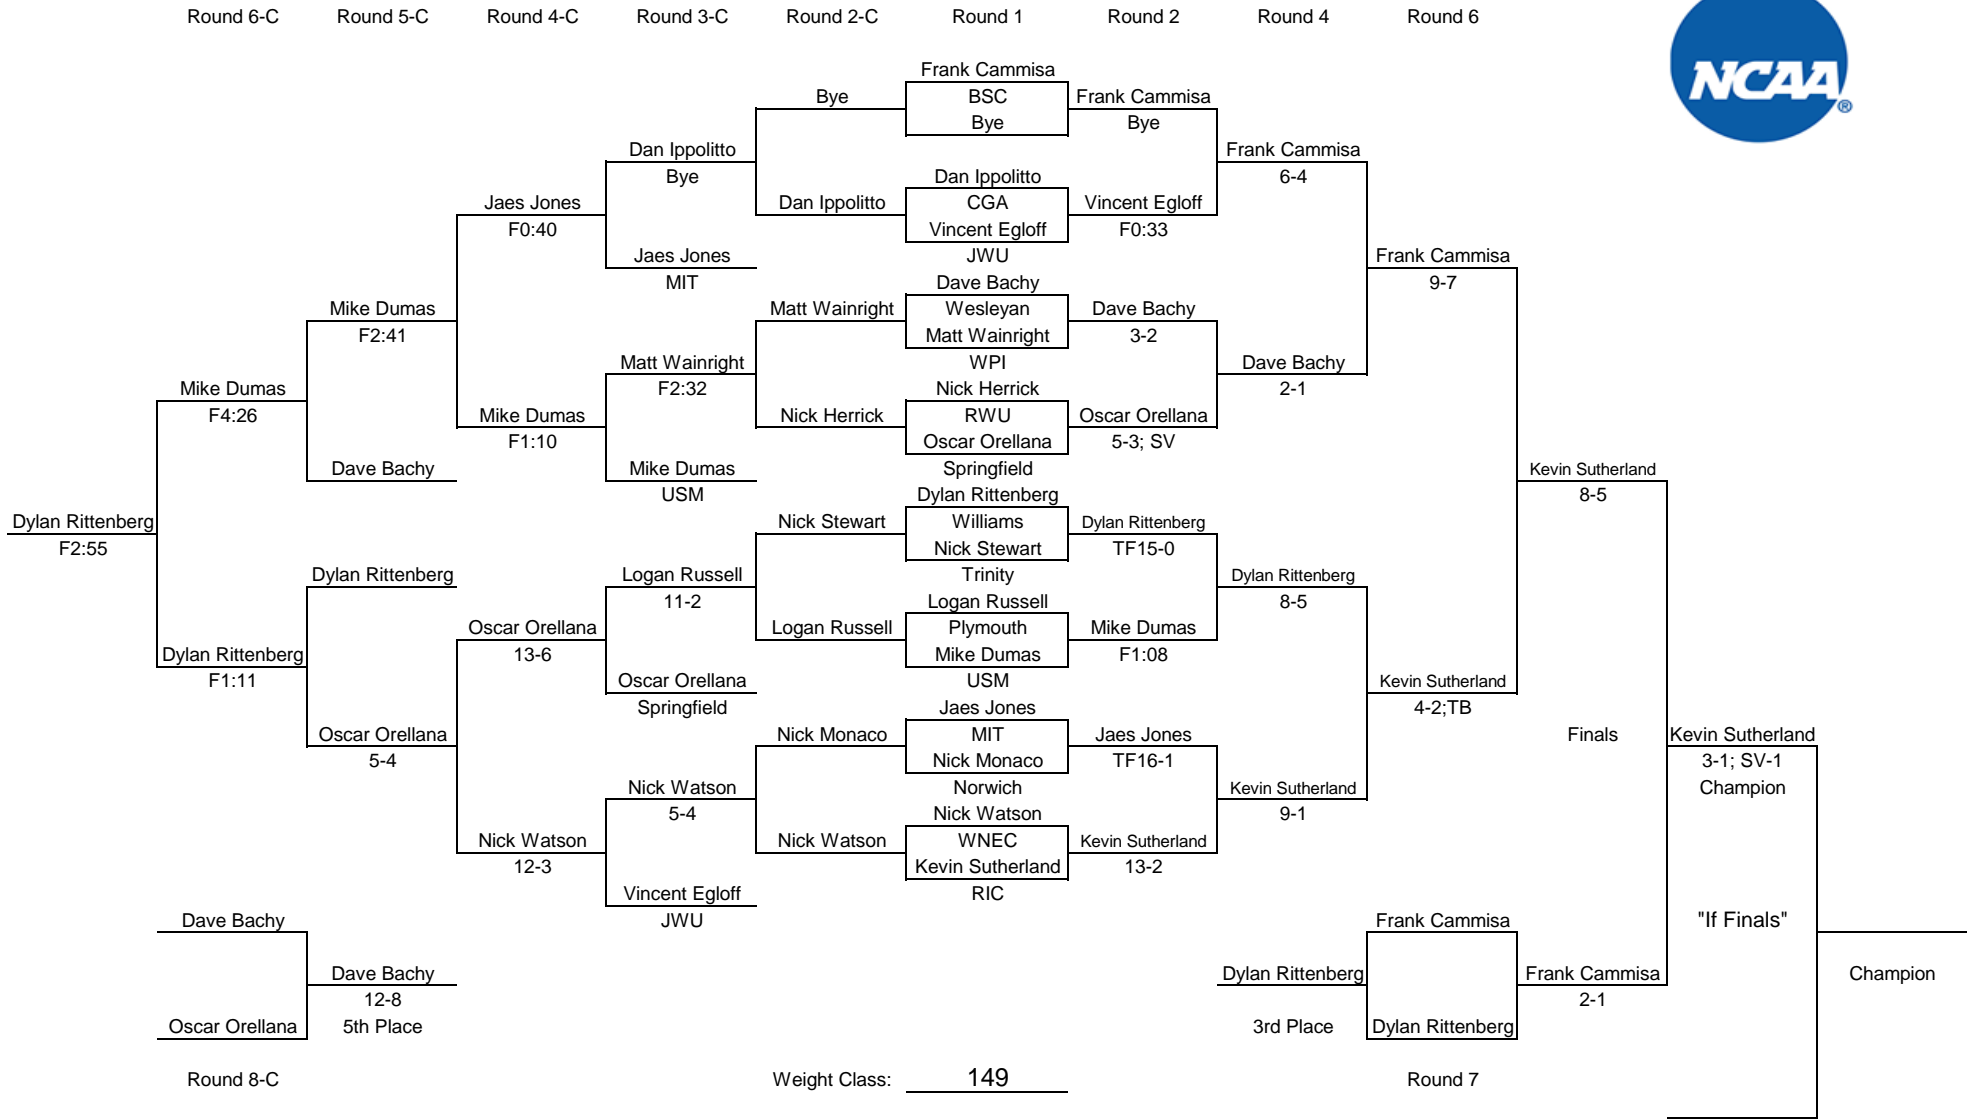 Round 6-C Round 5-C Round 4-C Round 3-C Round 2-C Round 1 Round 2 Round 4 Round 6
NCAA®
Frank Cammisa
Bye BSC Frank Cammisa
Bye Bye
Dan Ippolitto Frank Cammisa
Bye Dan Ippolitto 6-4
Jaes Jones Dan Ippolitto CGA Vincent Egloff
F0:40 Vincent Egloff F0:33
Jaes Jones JWU Frank Cammisa
MIT Dave Bachy 9-7
Mike Dumas Matt Wainright Wesleyan Dave Bachy
F2:41 Matt Wainright 3-2
Matt Wainright WPI Dave Bachy
Mike Dumas F2:32 Nick Herrick 2-1
F4:26 Mike Dumas Nick Herrick RWU Oscar Orellana
F1:10 Oscar Orellana 5-3; SV
Dave Bachy Mike Dumas Springfield Kevin Sutherland
USM Dylan Rittenberg 8-5
Dylan Rittenberg Nick Stewart Williams Dylan Rittenberg
F2:55 Nick Stewart TF15-0
Dylan Rittenberg Logan Russell Trinity Dylan Rittenberg
11-2 Logan Russell 8-5
Oscar Orellana Logan Russell Plymouth Mike Dumas
Dylan Rittenberg 13-6 Mike Dumas F1:08
F1:11 Oscar Orellana USM Kevin Sutherland
Springfield Jaes Jones 4-2;TB
Oscar Orellana Nick Monaco MIT Jaes Jones Finals Kevin Sutherland
5-4 Nick Monaco TF16-1 3-1; SV-1
Nick Watson Norwich Kevin Sutherland Champion
5-4 Nick Watson 9-1
Nick Watson Nick Watson WNEC Kevin Sutherland
12-3 Kevin Sutherland 13-2
Vincent Egloff RIC
Dave Bachy JWU Frank Cammisa "If Finals"
Dave Bachy Dylan Rittenberg Frank Cammisa Champion
12-8 2-1
Oscar Orellana 5th Place 3rd Place Dylan Rittenberg
Round 8-C Weight Class: 149 Round 7